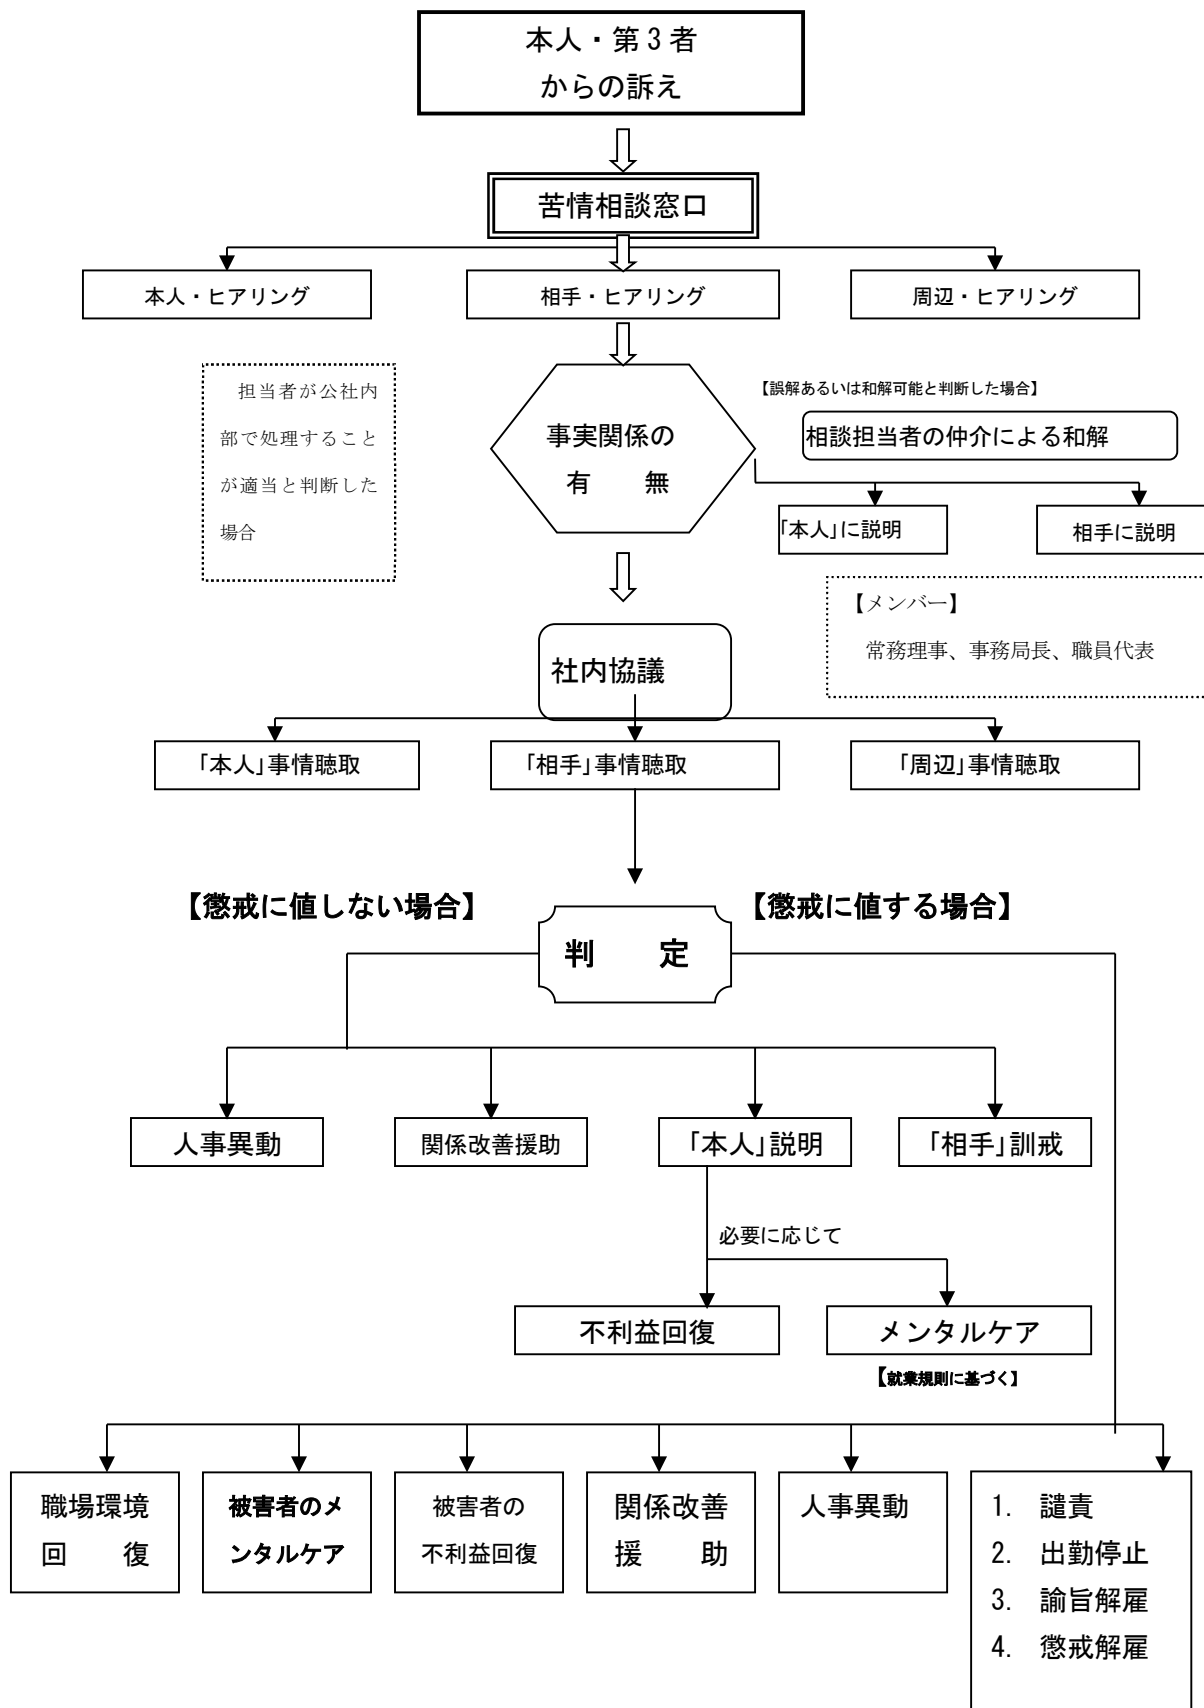 本人・第3者
からの訴え
苦情相談窓口
本人・ヒアリング
相手・ヒアリング
周辺・ヒアリング
担当者が公社内
部で処理すること
が適当と判断した
場合
事実関係の
有　無
【誤解あるいは和解可能と判断した場合】
相談担当者の仲介による和解
「本人」に説明
相手に説明
【メンバー】
常務理事、事務局長、職員代表
社内協議
「本人」事情聴取
「相手」事情聴取
「周辺」事情聴取
【懲戒に値しない場合】
【懲戒に値する場合】
判　定
人事異動
関係改善援助
「本人」説明
「相手」訓戒
必要に応じて
不利益回復
メンタルケア
【就業規則に基づく】
職場環境
回　復
被害者のメ
ンタルケア
被害者の
不利益回復
関係改善
援　助
人事異動
1.　譴責
2.　出勤停止
3.　諭旨解雇
4.　懲戒解雇